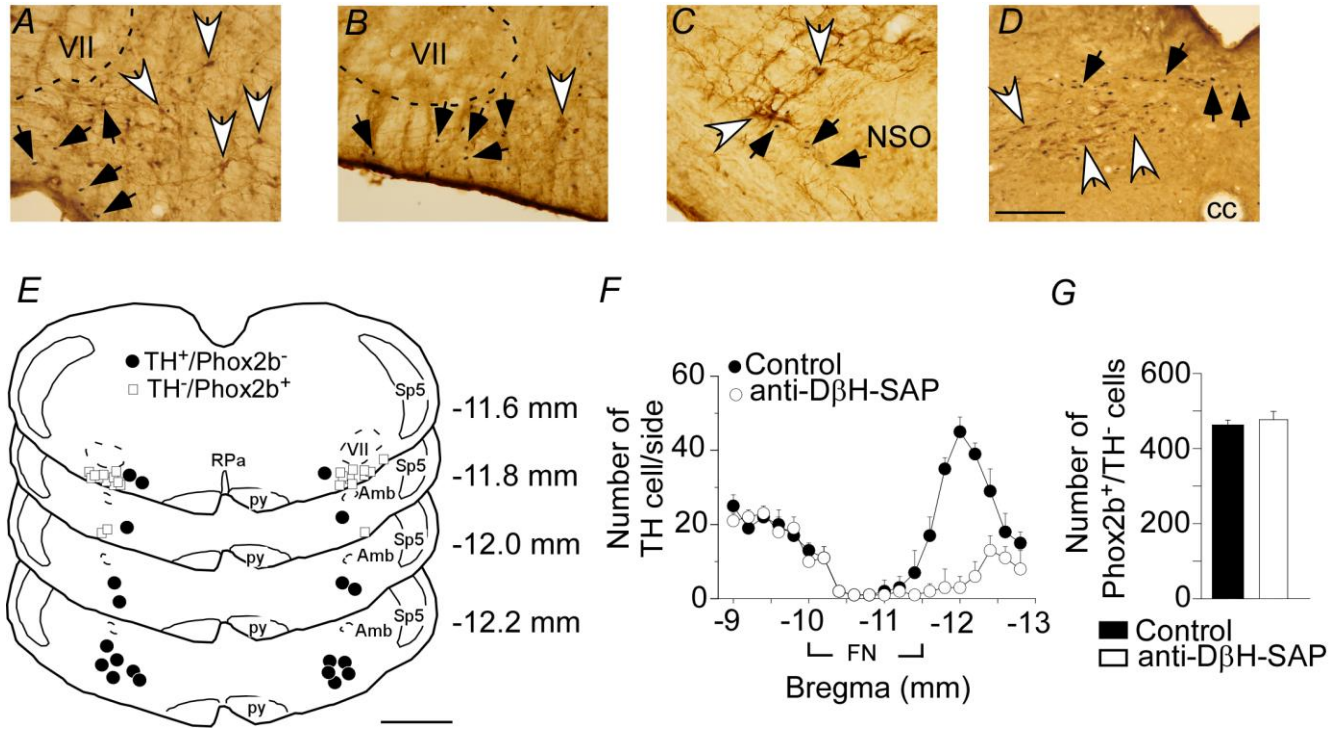 A
VII
B
VII
C
NSO
D
CC
E
● TH⁺/Phox2b⁻
□ TH⁻/Phox2b⁺
Sp5
-11.6 mm
VII
RPa
py
Amb
Sp5
-11.8 mm
py
Amb
Sp5
-12.0 mm
py
Amb
Sp5
-12.2 mm
py
F
● Control
○ anti-DβH-SAP
Number of
TH cell/side
60
40
20
0
-9
-10
-11
-12
-13
FN
Bregma (mm)
G
Number of
Phox2b⁺/TH⁻ cells
600
400
200
0
Control
anti-DβH-SAP